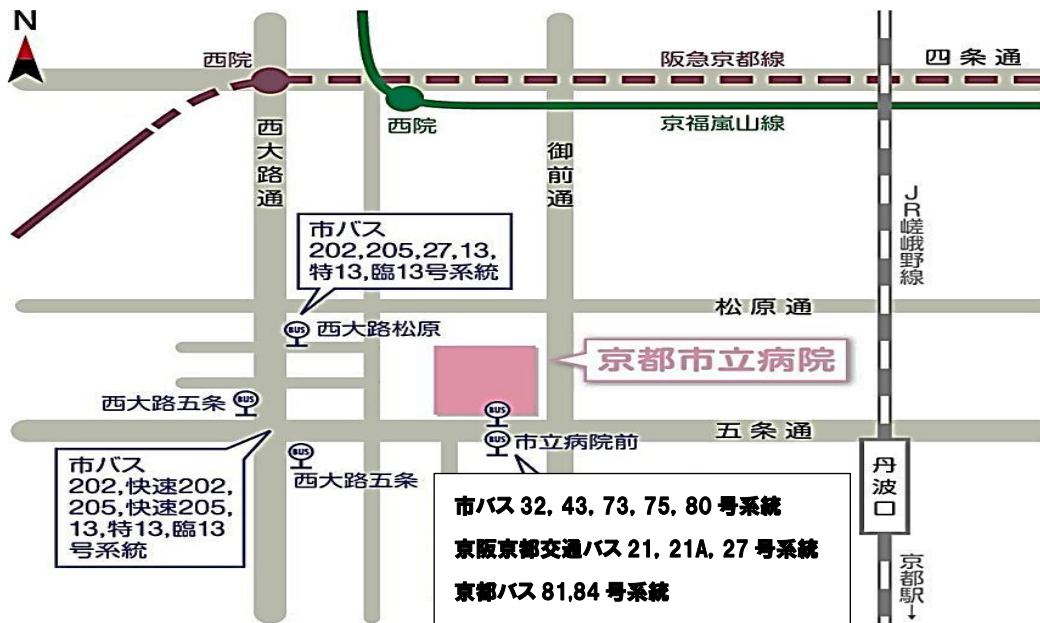 N
西院
阪急京都線
四条通
西院
京福嵐山線
西大路通
御前通
JR嵯峨野線
市バス
202,205,27,13,
特13,臨13号系統
松原通
BUS
西大路松原
京都市立病院
西大路五条
BUS
BUS
五条通
BUS
市立病院前
BUS
西大路五条
市バス
202,快速202,
205,快速205,
13,特13,臨13
号系統
市バス 32, 43, 73, 75, 80 号系統
京阪京都交通バス 21, 21A, 27 号系統
京都バス 81,84 号系統
丹波口
京都駅→